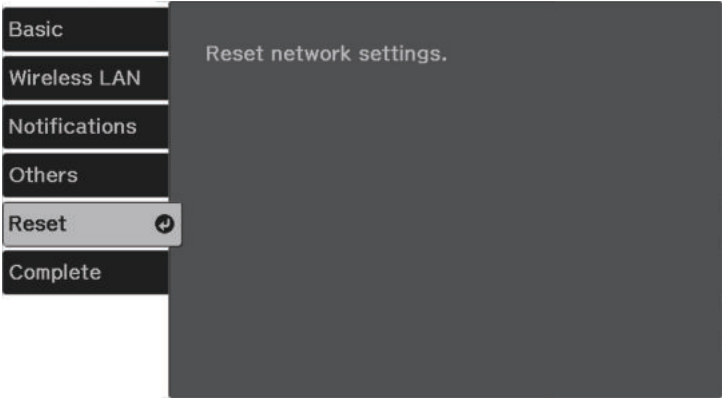 Basic
Wireless LAN
Notifications
Others
Reset
Complete
Reset network settings.